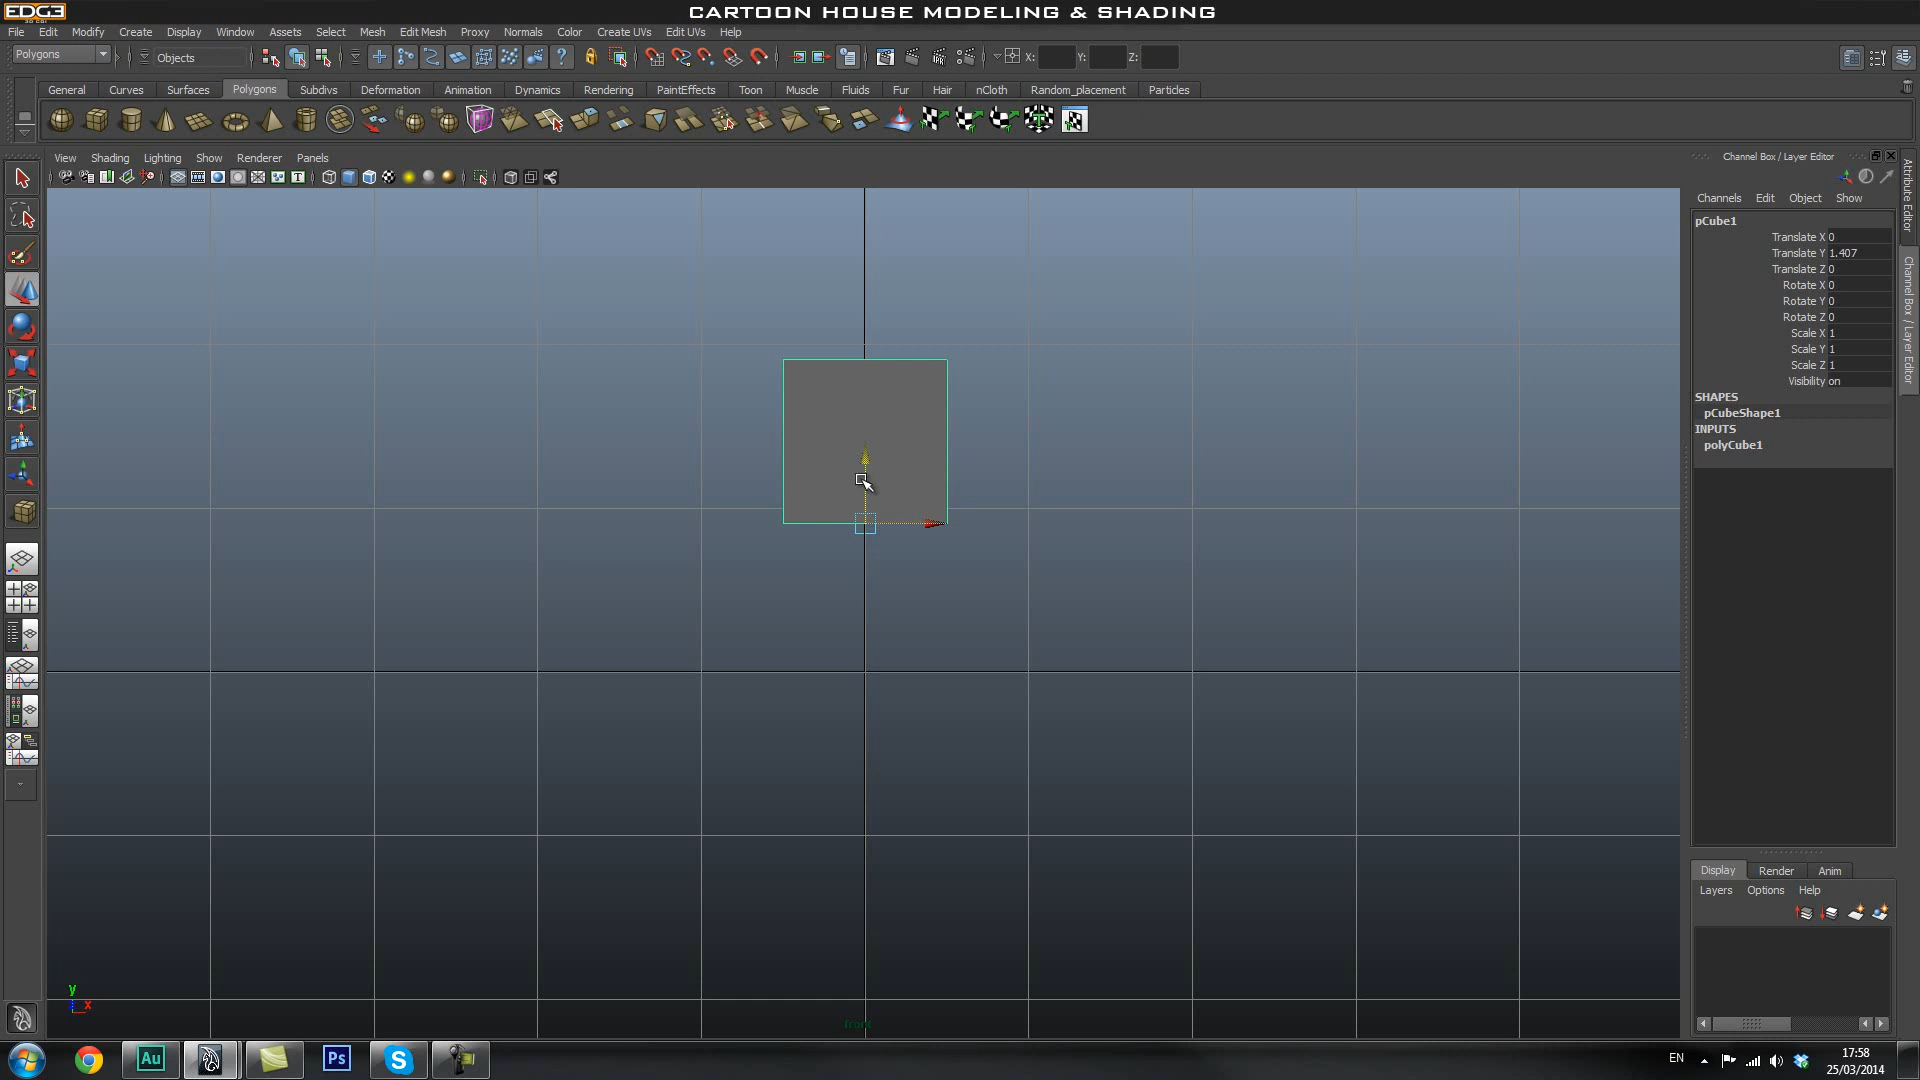 EDG3
3D CGI
CARTOON HOUSE MODELING & SHADING
File Edit Modify Create Display Window Assets Select Mesh Edit Mesh Proxy Normals Color Create UVs Edit UVs Help
Polygons Objects X: Y: Z:
General Curves Surfaces Polygons Subdivs Deformation Animation Dynamics Rendering PaintEffects Toon Muscle Fluids Fur Hair nCloth Random_placement Particles
View Shading Lighting Show Renderer Panels
Channel Box / Layer Editor
Channels Edit Object Show
pCube1
Translate X 0
Translate Y 1.407
Translate Z 0
Rotate X 0
Rotate Y 0
Rotate Z 0
Scale X 1
Scale Y 1
Scale Z 1
Visibility on
SHAPES
pCubeShape1
INPUTS
polyCube1
Attribute Editor
Channel Box / Layer Editor
Display Render Anim
Layers Options Help
y
x
front
Au Ps S
EN 17:58
25/03/2014